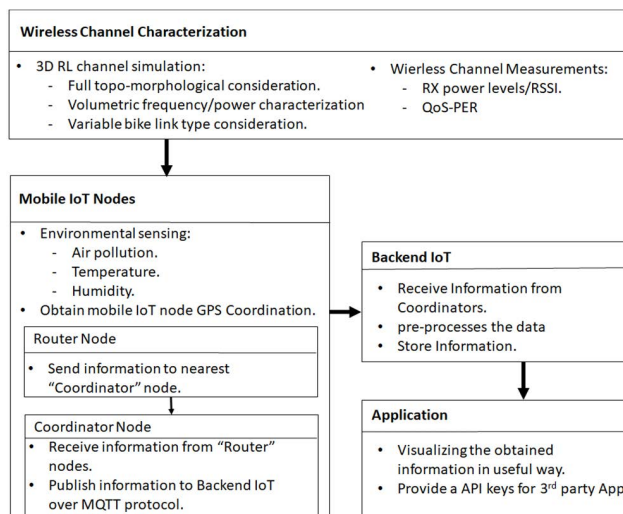 Wireless Channel Characterization
• 3D RL channel simulation:
- Full topo-morphological consideration.
- Volumetric frequency/power characterization
- Variable bike link type consideration.
• Wierless Channel Measurements:
- RX power levels/RSSI.
- QoS-PER
Mobile IoT Nodes
• Environmental sensing:
- Air pollution.
- Temperature.
- Humidity.
• Obtain mobile IoT node GPS Coordination.
Router Node
• Send information to nearest
“Coordinator” node.
Coordinator Node
• Receive information from “Router”
nodes.
• Publish information to Backend IoT
over MQTT protocol.
Backend IoT
• Receive Information from
Coordinators.
• pre-processes the data
• Store Information.
Application
• Visualizing the obtained
information in useful way.
• Provide a API keys for 3rd party App